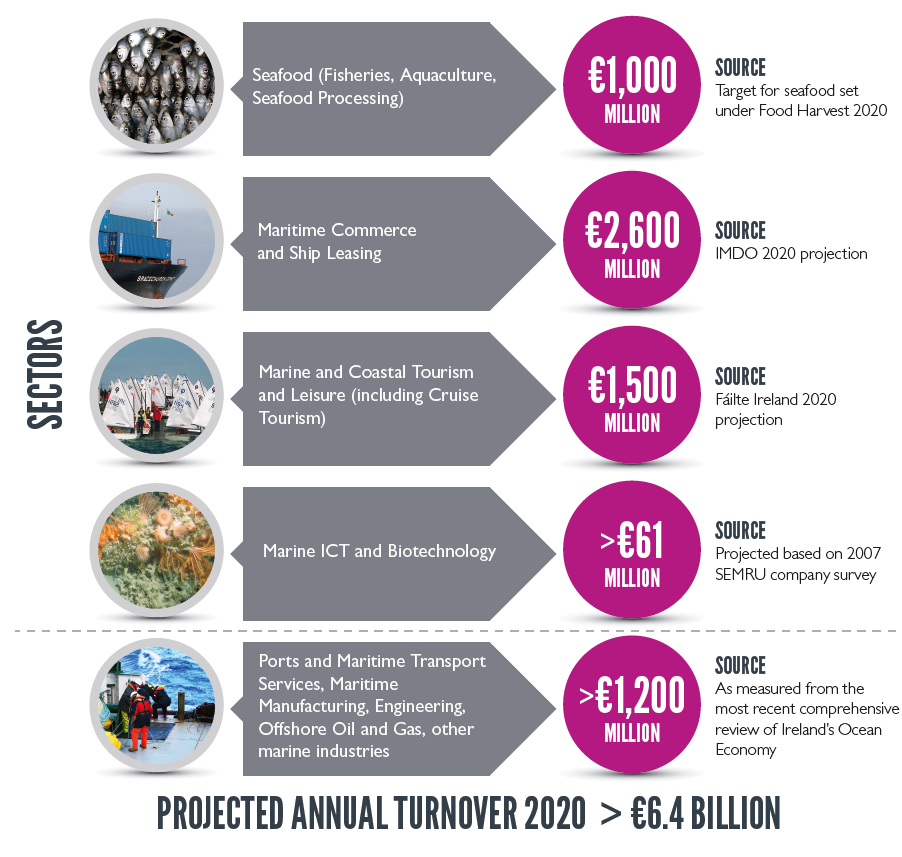 SECTORS
Seafood (Fisheries, Aquaculture,
Seafood Processing)
€1,000
MILLION
SOURCE
Target for seafood set
under Food Harvest 2020
Maritime Commerce
and Ship Leasing
€2,600
MILLION
SOURCE
IMDO 2020 projection
Marine and Coastal Tourism
and Leisure (including Cruise
Tourism)
€1,500
MILLION
SOURCE
Fáilte Ireland 2020
projection
Marine ICT and Biotechnology
>€61
MILLION
SOURCE
Projected based on 2007
SEMRU company survey
Ports and Maritime Transport
Services, Maritime
Manufacturing, Engineering,
Offshore Oil and Gas, other
marine industries
>€1,200
MILLION
SOURCE
As measured from the
most recent comprehensive
review of Ireland's Ocean
Economy
PROJECTED ANNUAL TURNOVER 2020 > €6.4 BILLION